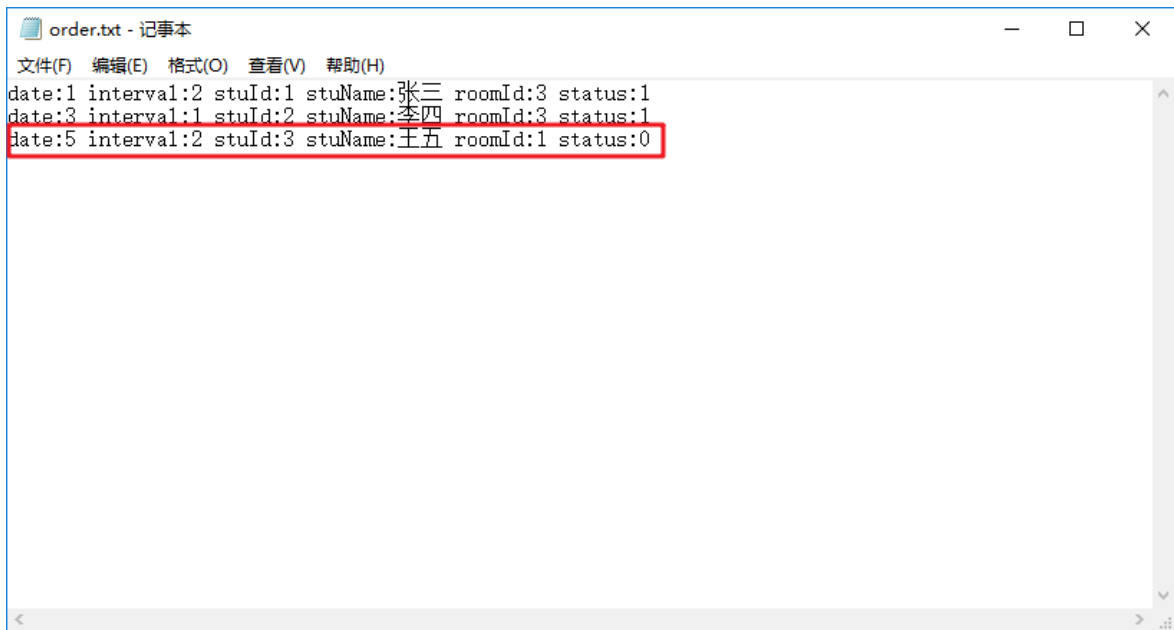 order.txt - 记事本
文件(F) 编辑(E) 格式(O) 查看(V) 帮助(H)
date:1 interval:2 stuId:1 stuName:张三 roomId:3 status:1
date:3 interval:1 stuId:2 stuName:李四 roomId:3 status:1
date:5 interval:2 stuId:3 stuName:王五 roomId:1 status:0